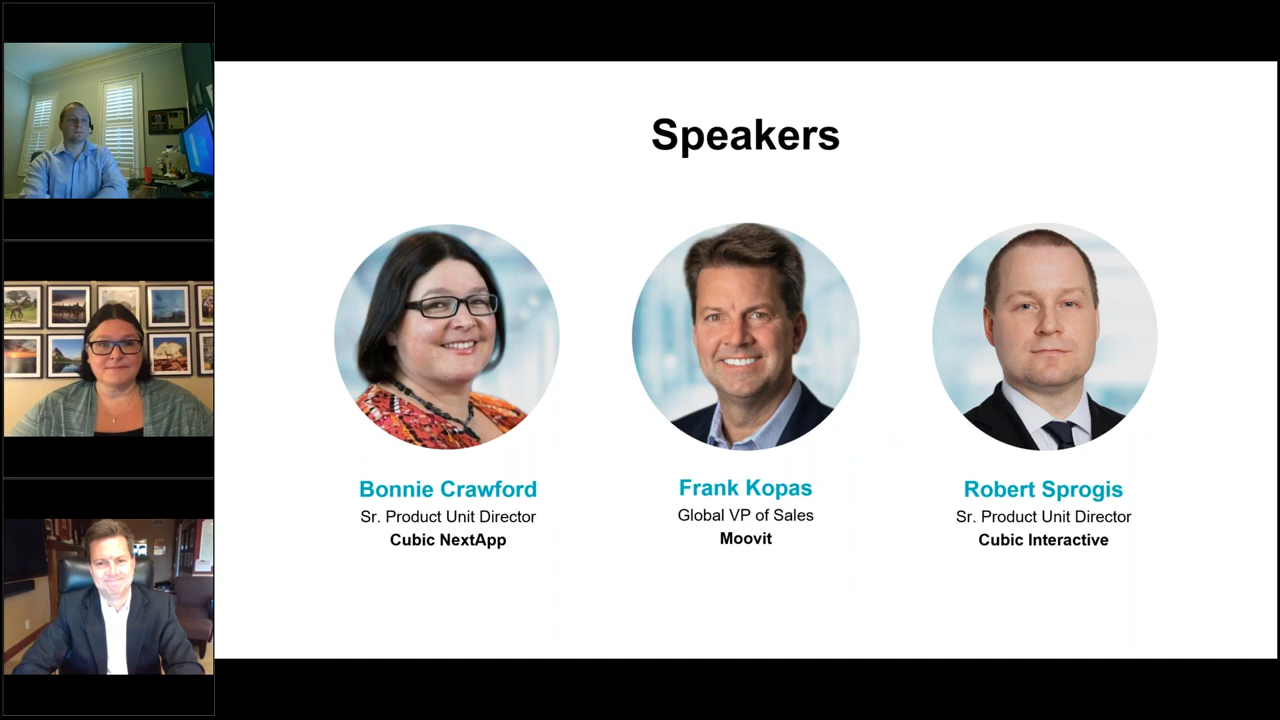 Speakers
Bonnie Crawford
Sr. Product Unit Director
Cubic NextApp
Frank Kopas
Global VP of Sales
Moovit
Robert Sprogis
Sr. Product Unit Director
Cubic Interactive